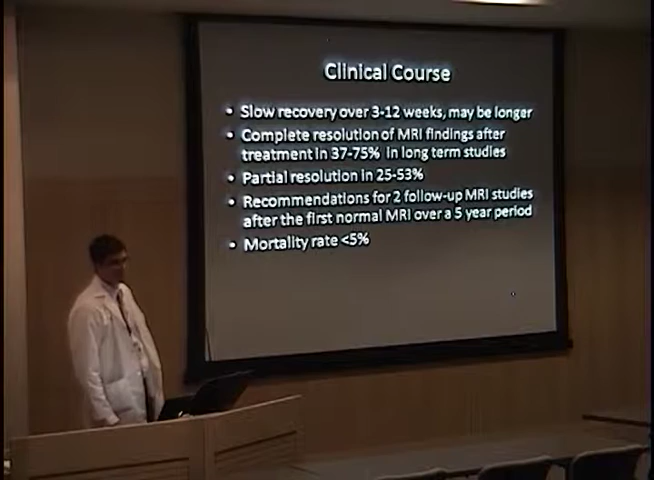 Clinical Course
• Slow recovery over 3-12 weeks, may be longer
• Complete resolution of MRI findings after
treatment in 37-75% in long term studies
• Partial resolution in 25-53%
• Recommendations for 2 follow-up MRI studies
after the first normal MRI over a 5 year period
• Mortality rate <5%